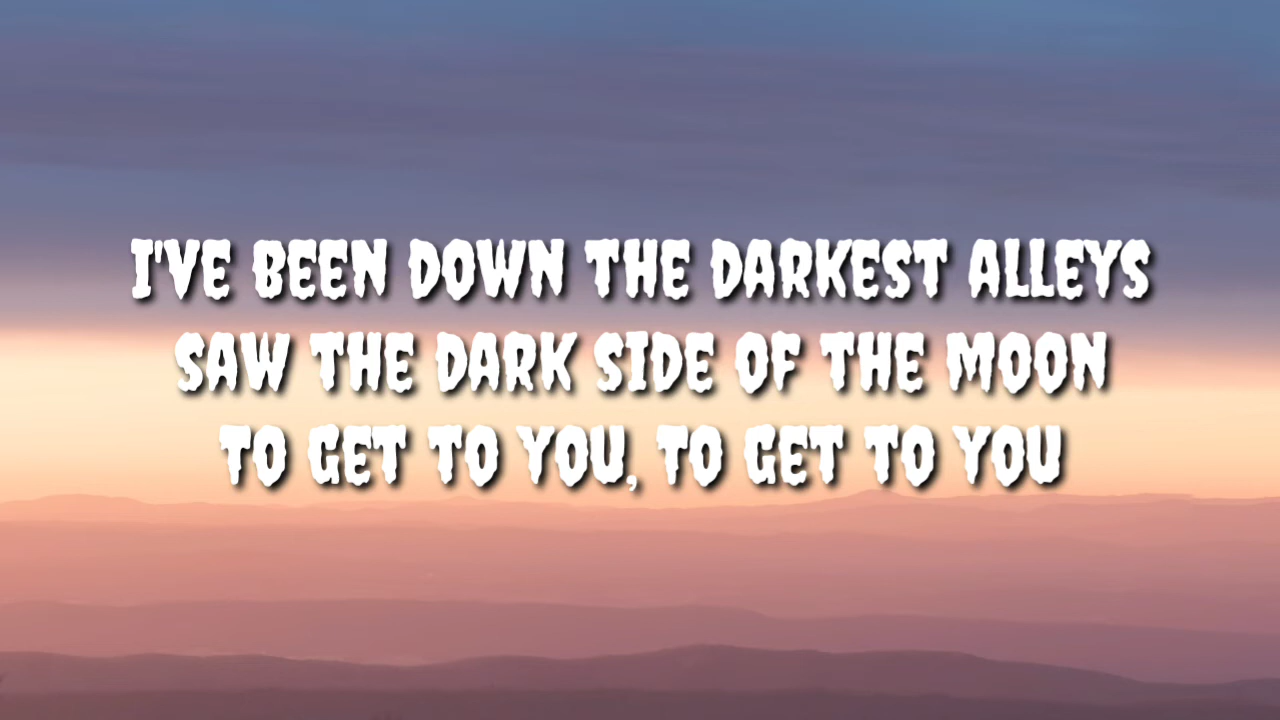 I'VE BEEN DOWN THE DARKEST ALLEYS
SAW THE DARK SIDE OF THE MOON
TO GET TO YOU, TO GET TO YOU